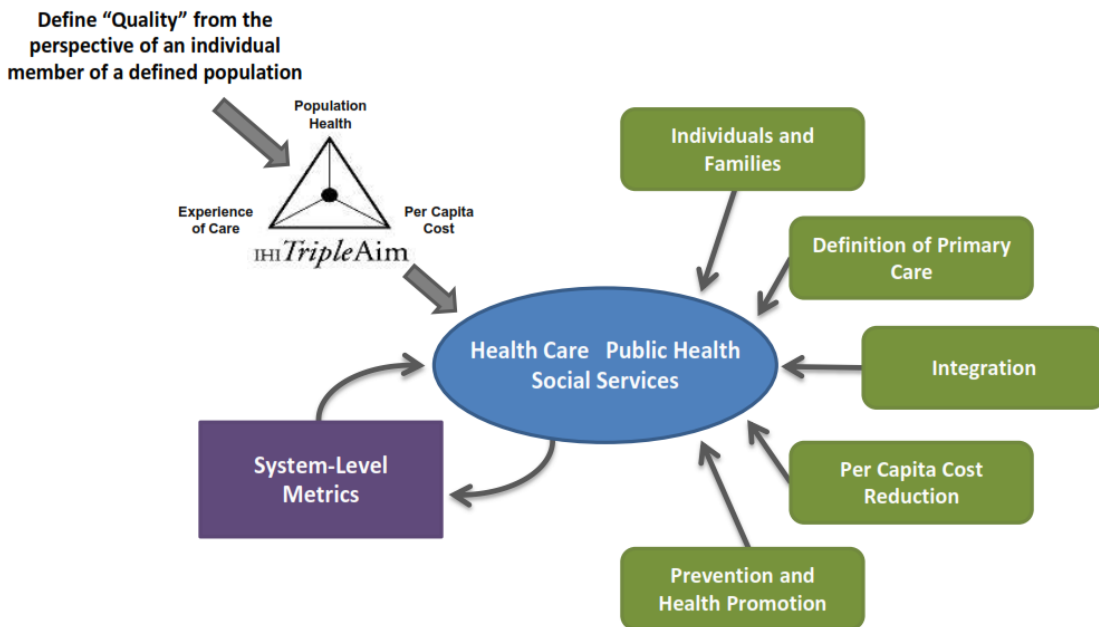 Define “Quality” from the
perspective of an individual
member of a defined population
Population
Health
Experience
of Care
Per Capita
Cost
IHI TripleAim
Individuals and
Families
Definition of Primary
Care
Health Care   Public Health
Social Services
Integration
System-Level
Metrics
Per Capita Cost
Reduction
Prevention and
Health Promotion